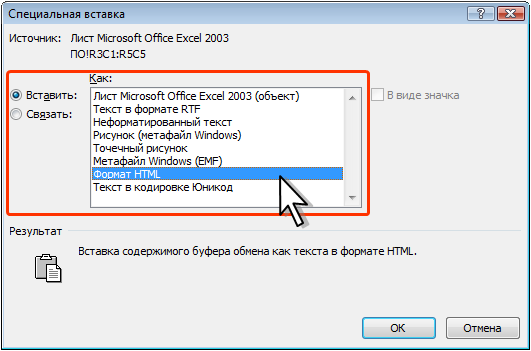 Специальная вставка
Источник: Лист Microsoft Office Excel 2003
ПО!R3C1:R5C5
Как:
Вставить:
Связать:
Лист Microsoft Office Excel 2003 (объект)
Текст в формате RTF
Неформатированный текст
Рисунок (метафайл Windows)
Точечный рисунок
Метафайл Windows (EMF)
Формат HTML
Текст в кодировке Юникод
В виде значка
Результат
Вставка содержимого буфера обмена как текста в формате HTML.
ОК
Отмена